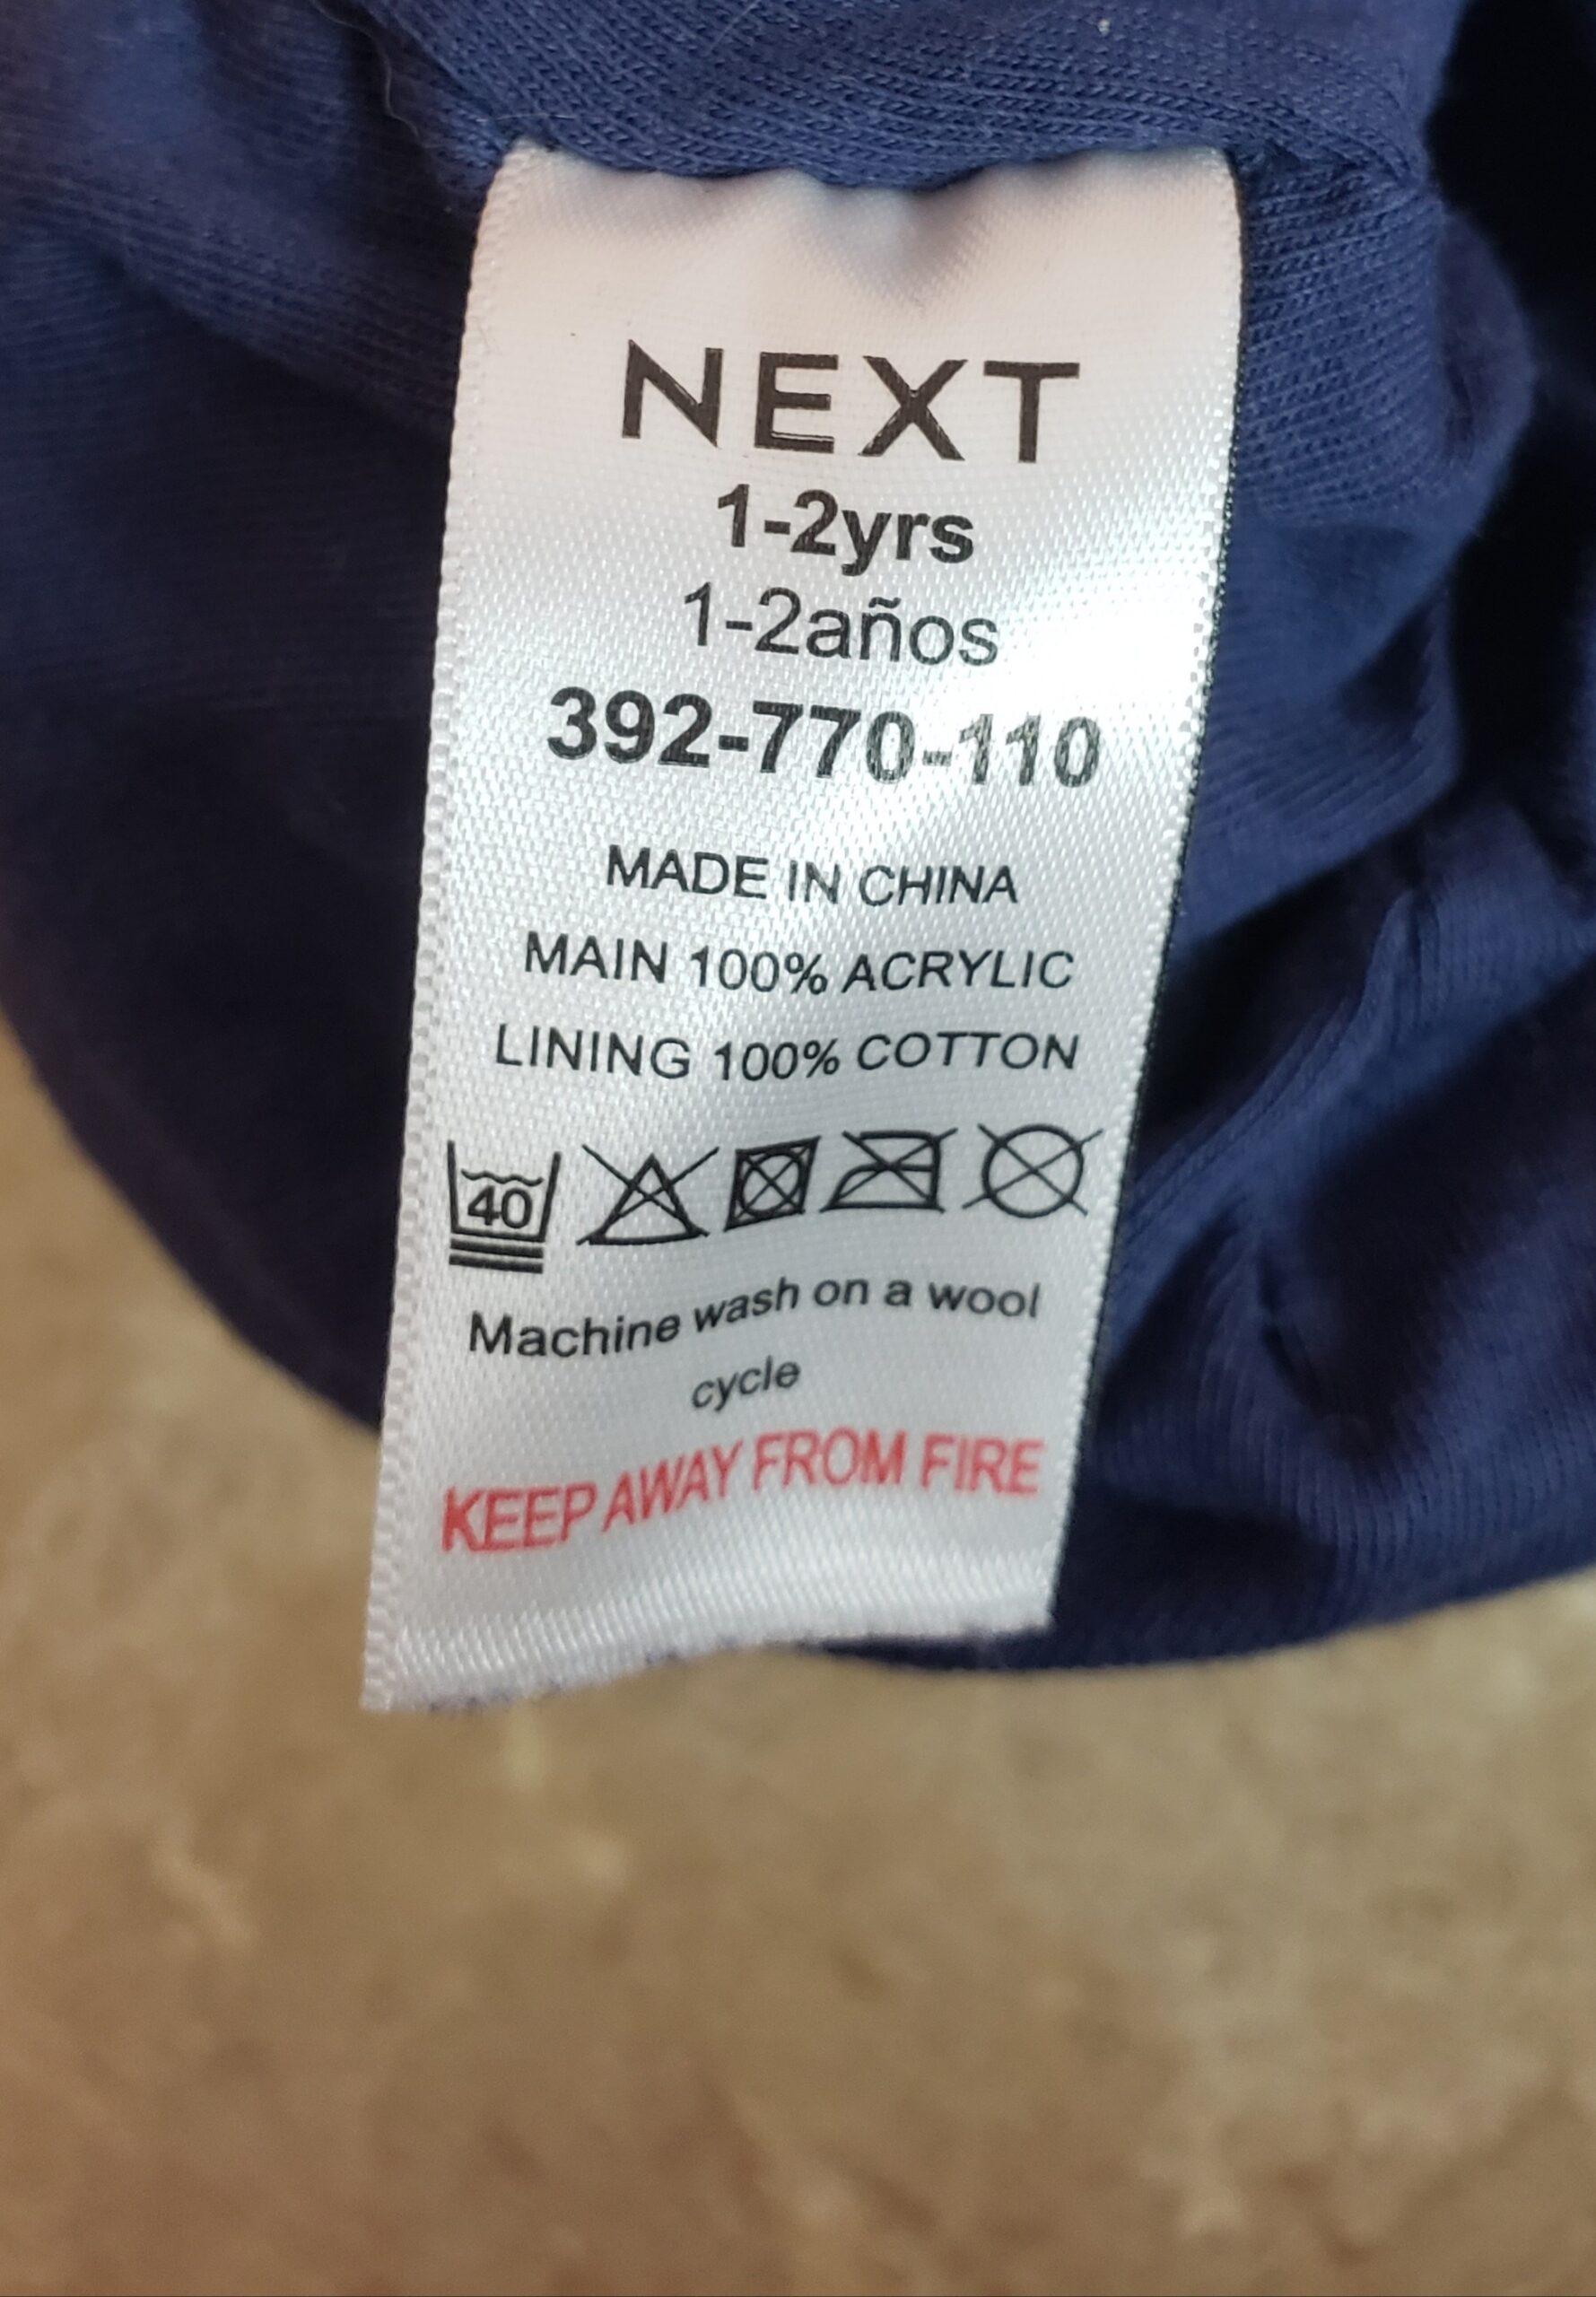 NEXT
1-2yrs
1-2años
392-770-110
MADE IN CHINA
MAIN 100% ACRYLIC
LINING 100% COTTON
40
Machine wash on a wool
cycle
KEEP AWAY FROM FIRE